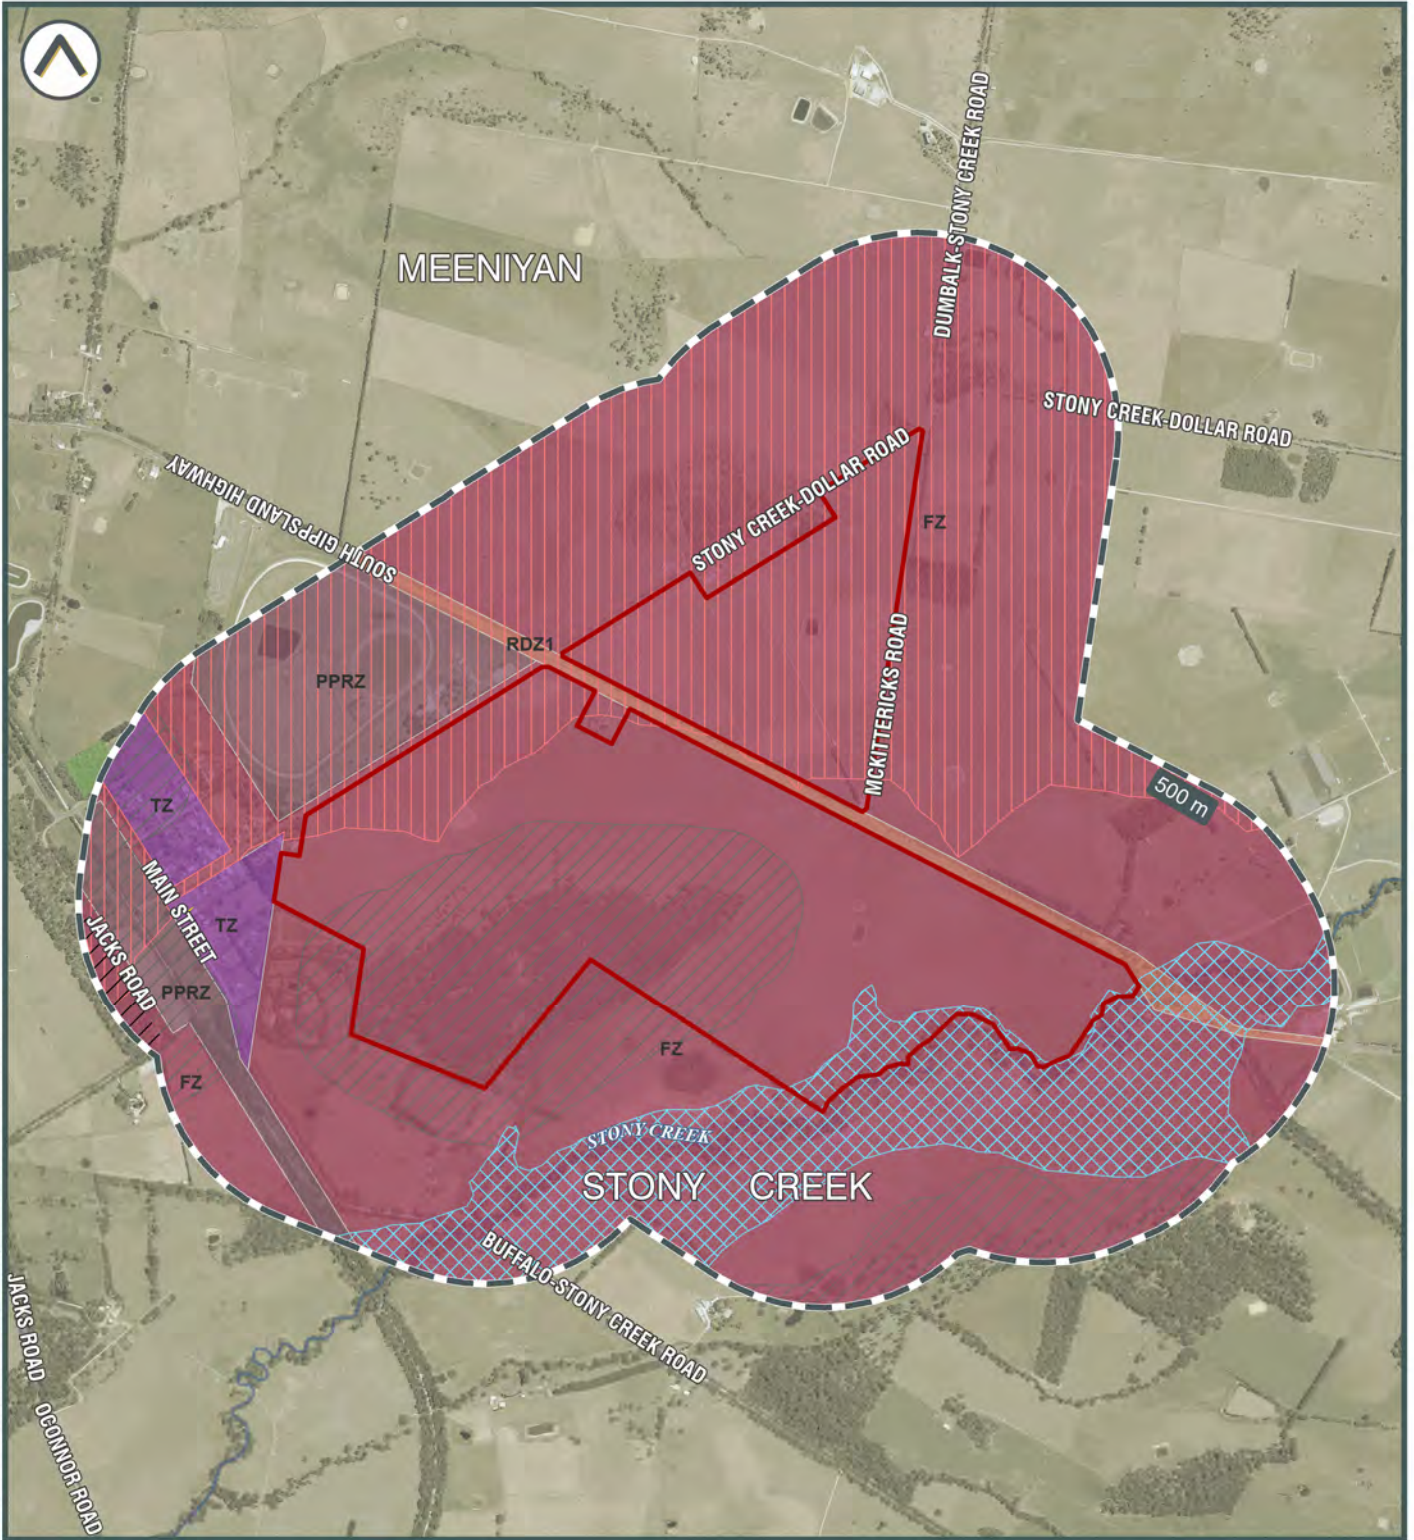 DUMBALK-STONY CREEK ROAD
MEENIYAN
STONY CREEK-DOLLAR ROAD
SOUTH GIPPSLAND HIGHWAY
STONY CREEK-DOLLAR ROAD
FZ
RDZ1
PPRZ
MCKITTERICKS ROAD
500 m
TZ
MAIN STREET
TZ
JACKS ROAD
PPRZ
FZ
FZ
STONY CREEK
STONY CREEK
BUFFALO-STONY CREEK ROAD
JACKS ROAD
OCONNOR ROAD